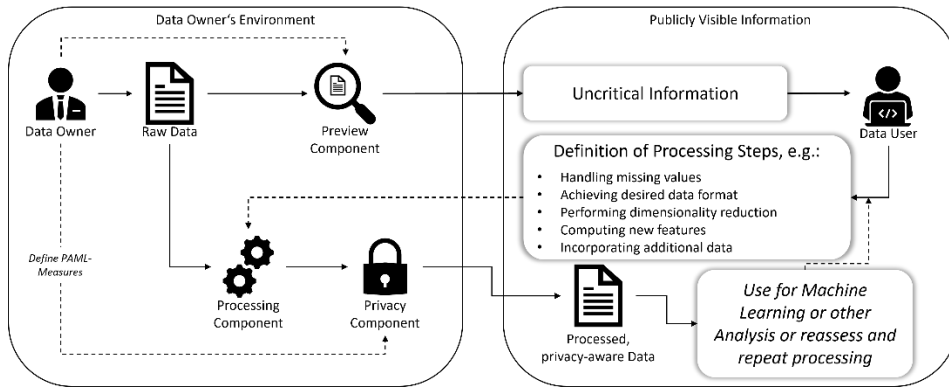 Data Owner's Environment
Publicly Visible Information
Data Owner
Raw Data
Preview
Component
Uncritical Information
</>
Data User
Definition of Processing Steps, e.g.:
• Handling missing values
• Achieving desired data format
• Performing dimensionality reduction
• Computing new features
• Incorporating additional data
Define PAML-
Measures
Processing
Component
Privacy
Component
Processed,
privacy-aware Data
Use for Machine
Learning or other
Analysis or reassess and
repeat processing